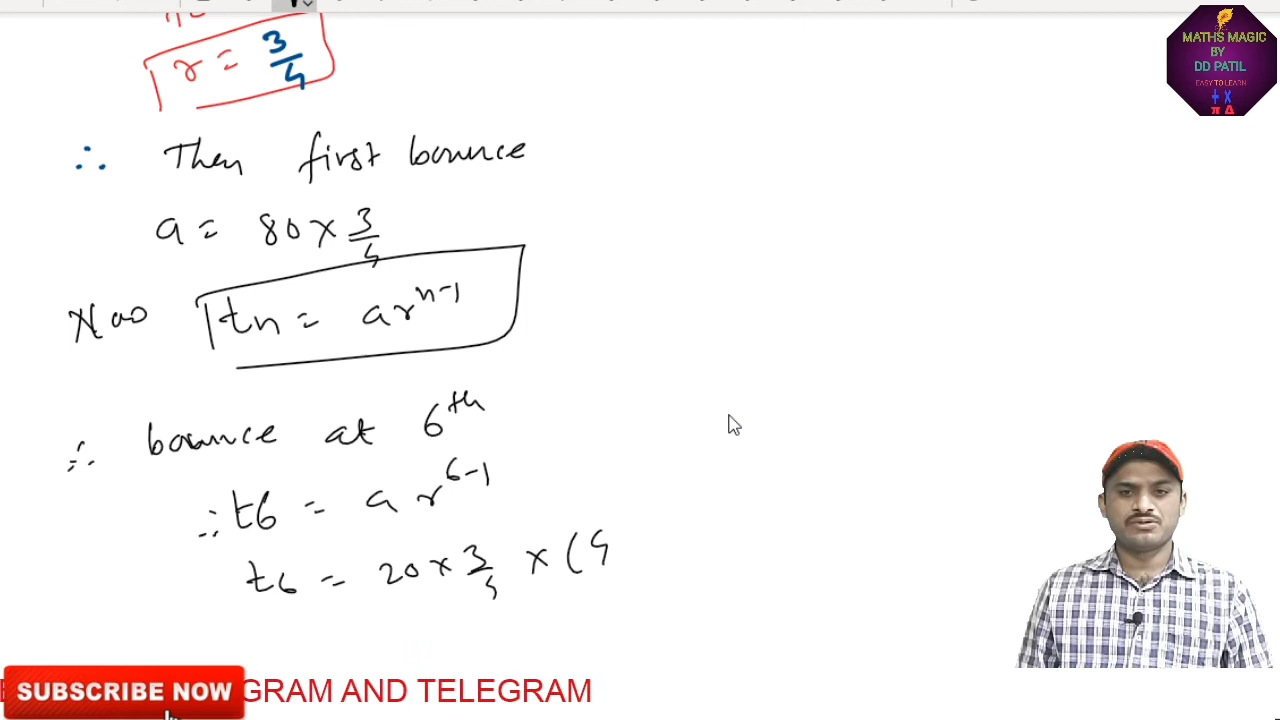 r = 3/4
∴ Then first bounce
a = 80 × 3/4
Now tn = ar^n-1
∴ bounce at 6th
∴ t6 = a r^6-1
t6 = 20 × 3/4 × (
MATHS MAGIC
BY
DD PATIL
EASY TO LEARN
+ X
π Δ
SUBSCRIBE NOW
GRAM AND TELEGRAM